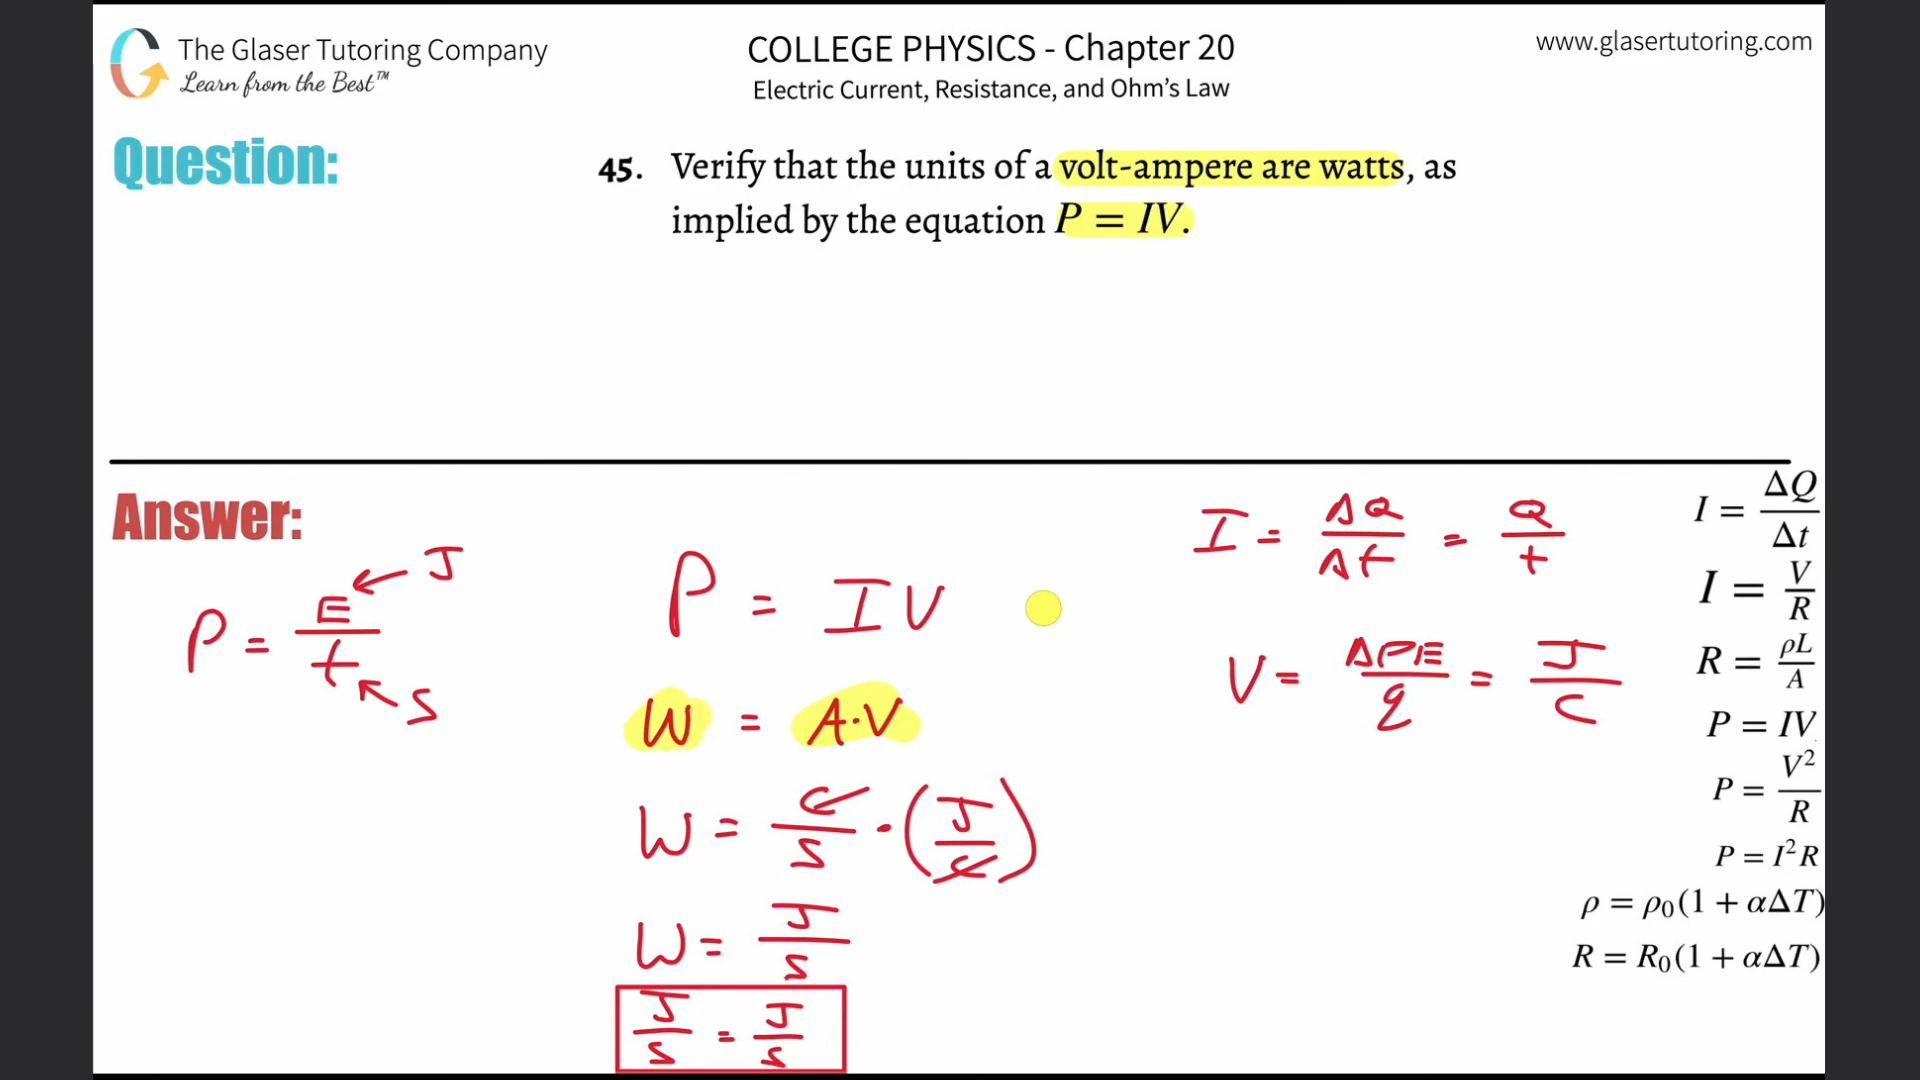 The Glaser Tutoring Company
Learn from the Best™
COLLEGE PHYSICS - Chapter 20
Electric Current, Resistance, and Ohm's Law
www.glasertutoring.com
Question:
45. Verify that the units of a volt-ampere are watts, as
implied by the equation P = IV.
Answer:
P = E/t
J
S
P = IV
W = A·V
W = C/s · (J/C)
W = J/s
J/s = J/s
I = ΔQ/Δt = Q/t
V = ΔPE/q = J/C
I = ΔQ/Δt
I = V/R
R = ρL/A
P = IV
P = V²/R
P = I²R
ρ = ρ₀(1 + αΔT)
R = R₀(1 + αΔT)